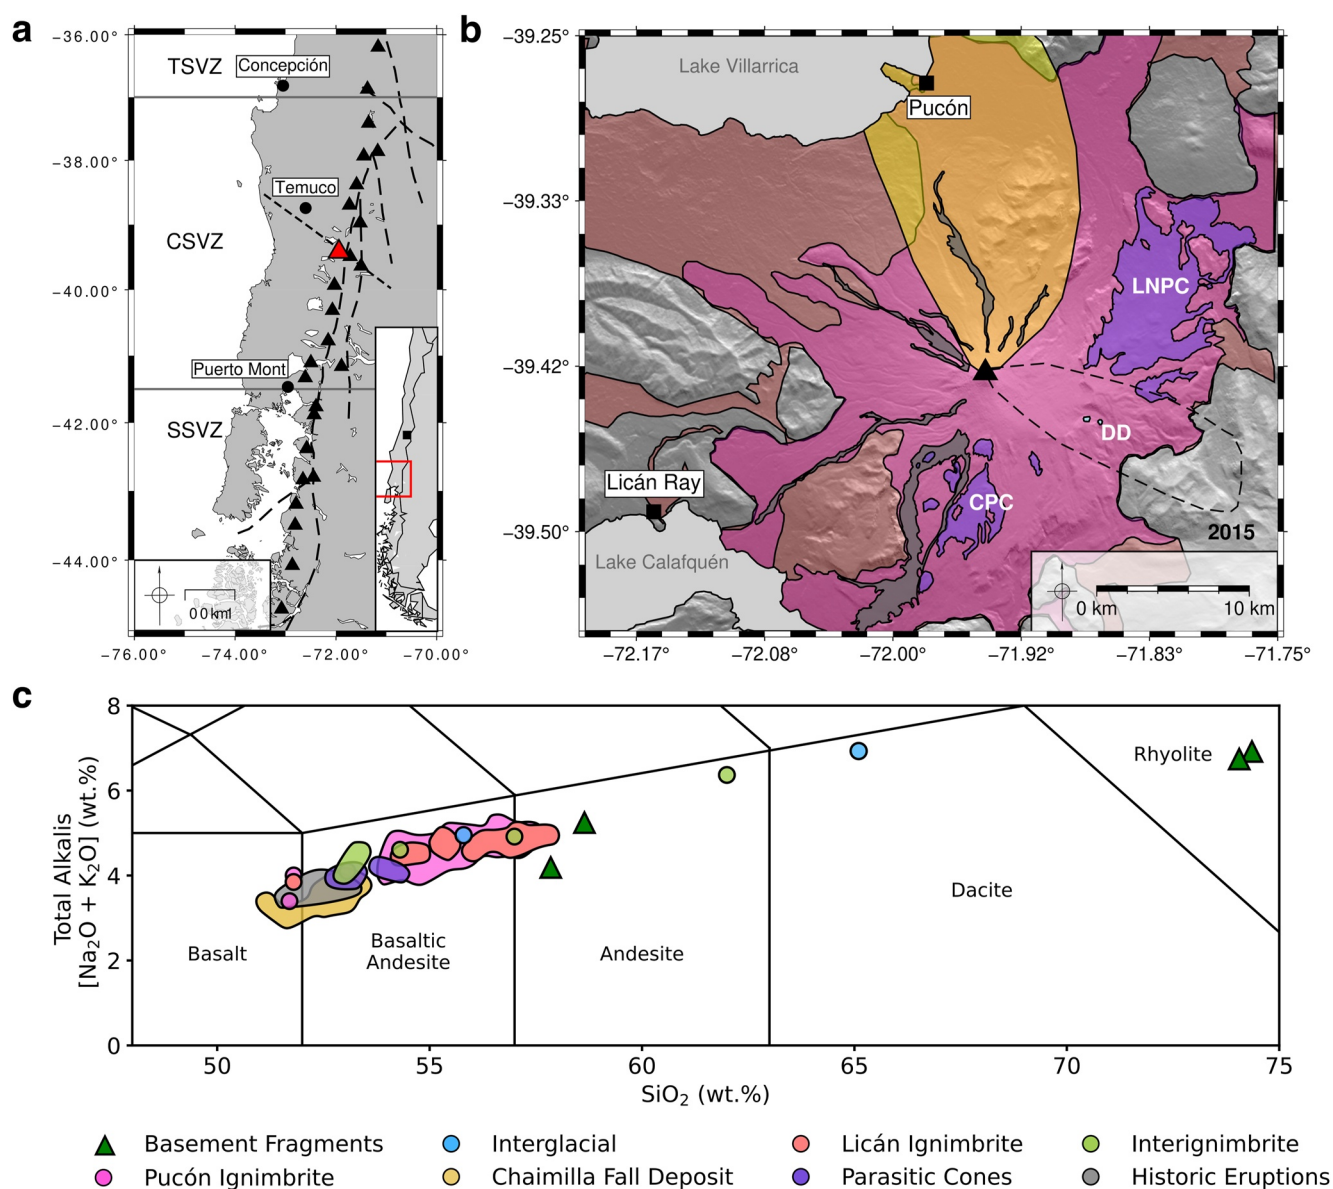 a
−36.00°
−38.00°
−40.00°
−42.00°
−44.00°
TSVZ
Concepción
Temuco
CSVZ
Puerto Mont
SSVZ
0 0 km1
−76.00°
−74.00°
−72.00°
−70.00°
b
−39.25°
−39.33°
−39.42°
−39.50°
Lake Villarrica
Pucón
LNPC
DD
CPC
Licán Ray
2015
Lake Calafquén
0 km
10 km
−72.17°
−72.08°
−72.00°
−71.92°
−71.83°
−71.75°
c
Total Alkalis
[Na₂O + K₂O] (wt.%)
8
6
4
2
0
Rhyolite
Dacite
Basalt
Basaltic
Andesite
Andesite
50
55
60
65
70
75
SiO₂ (wt.%)
Basement Fragments
Interglacial
Licán Ignimbrite
Interignimbrite
Pucón Ignimbrite
Chaimilla Fall Deposit
Parasitic Cones
Historic Eruptions